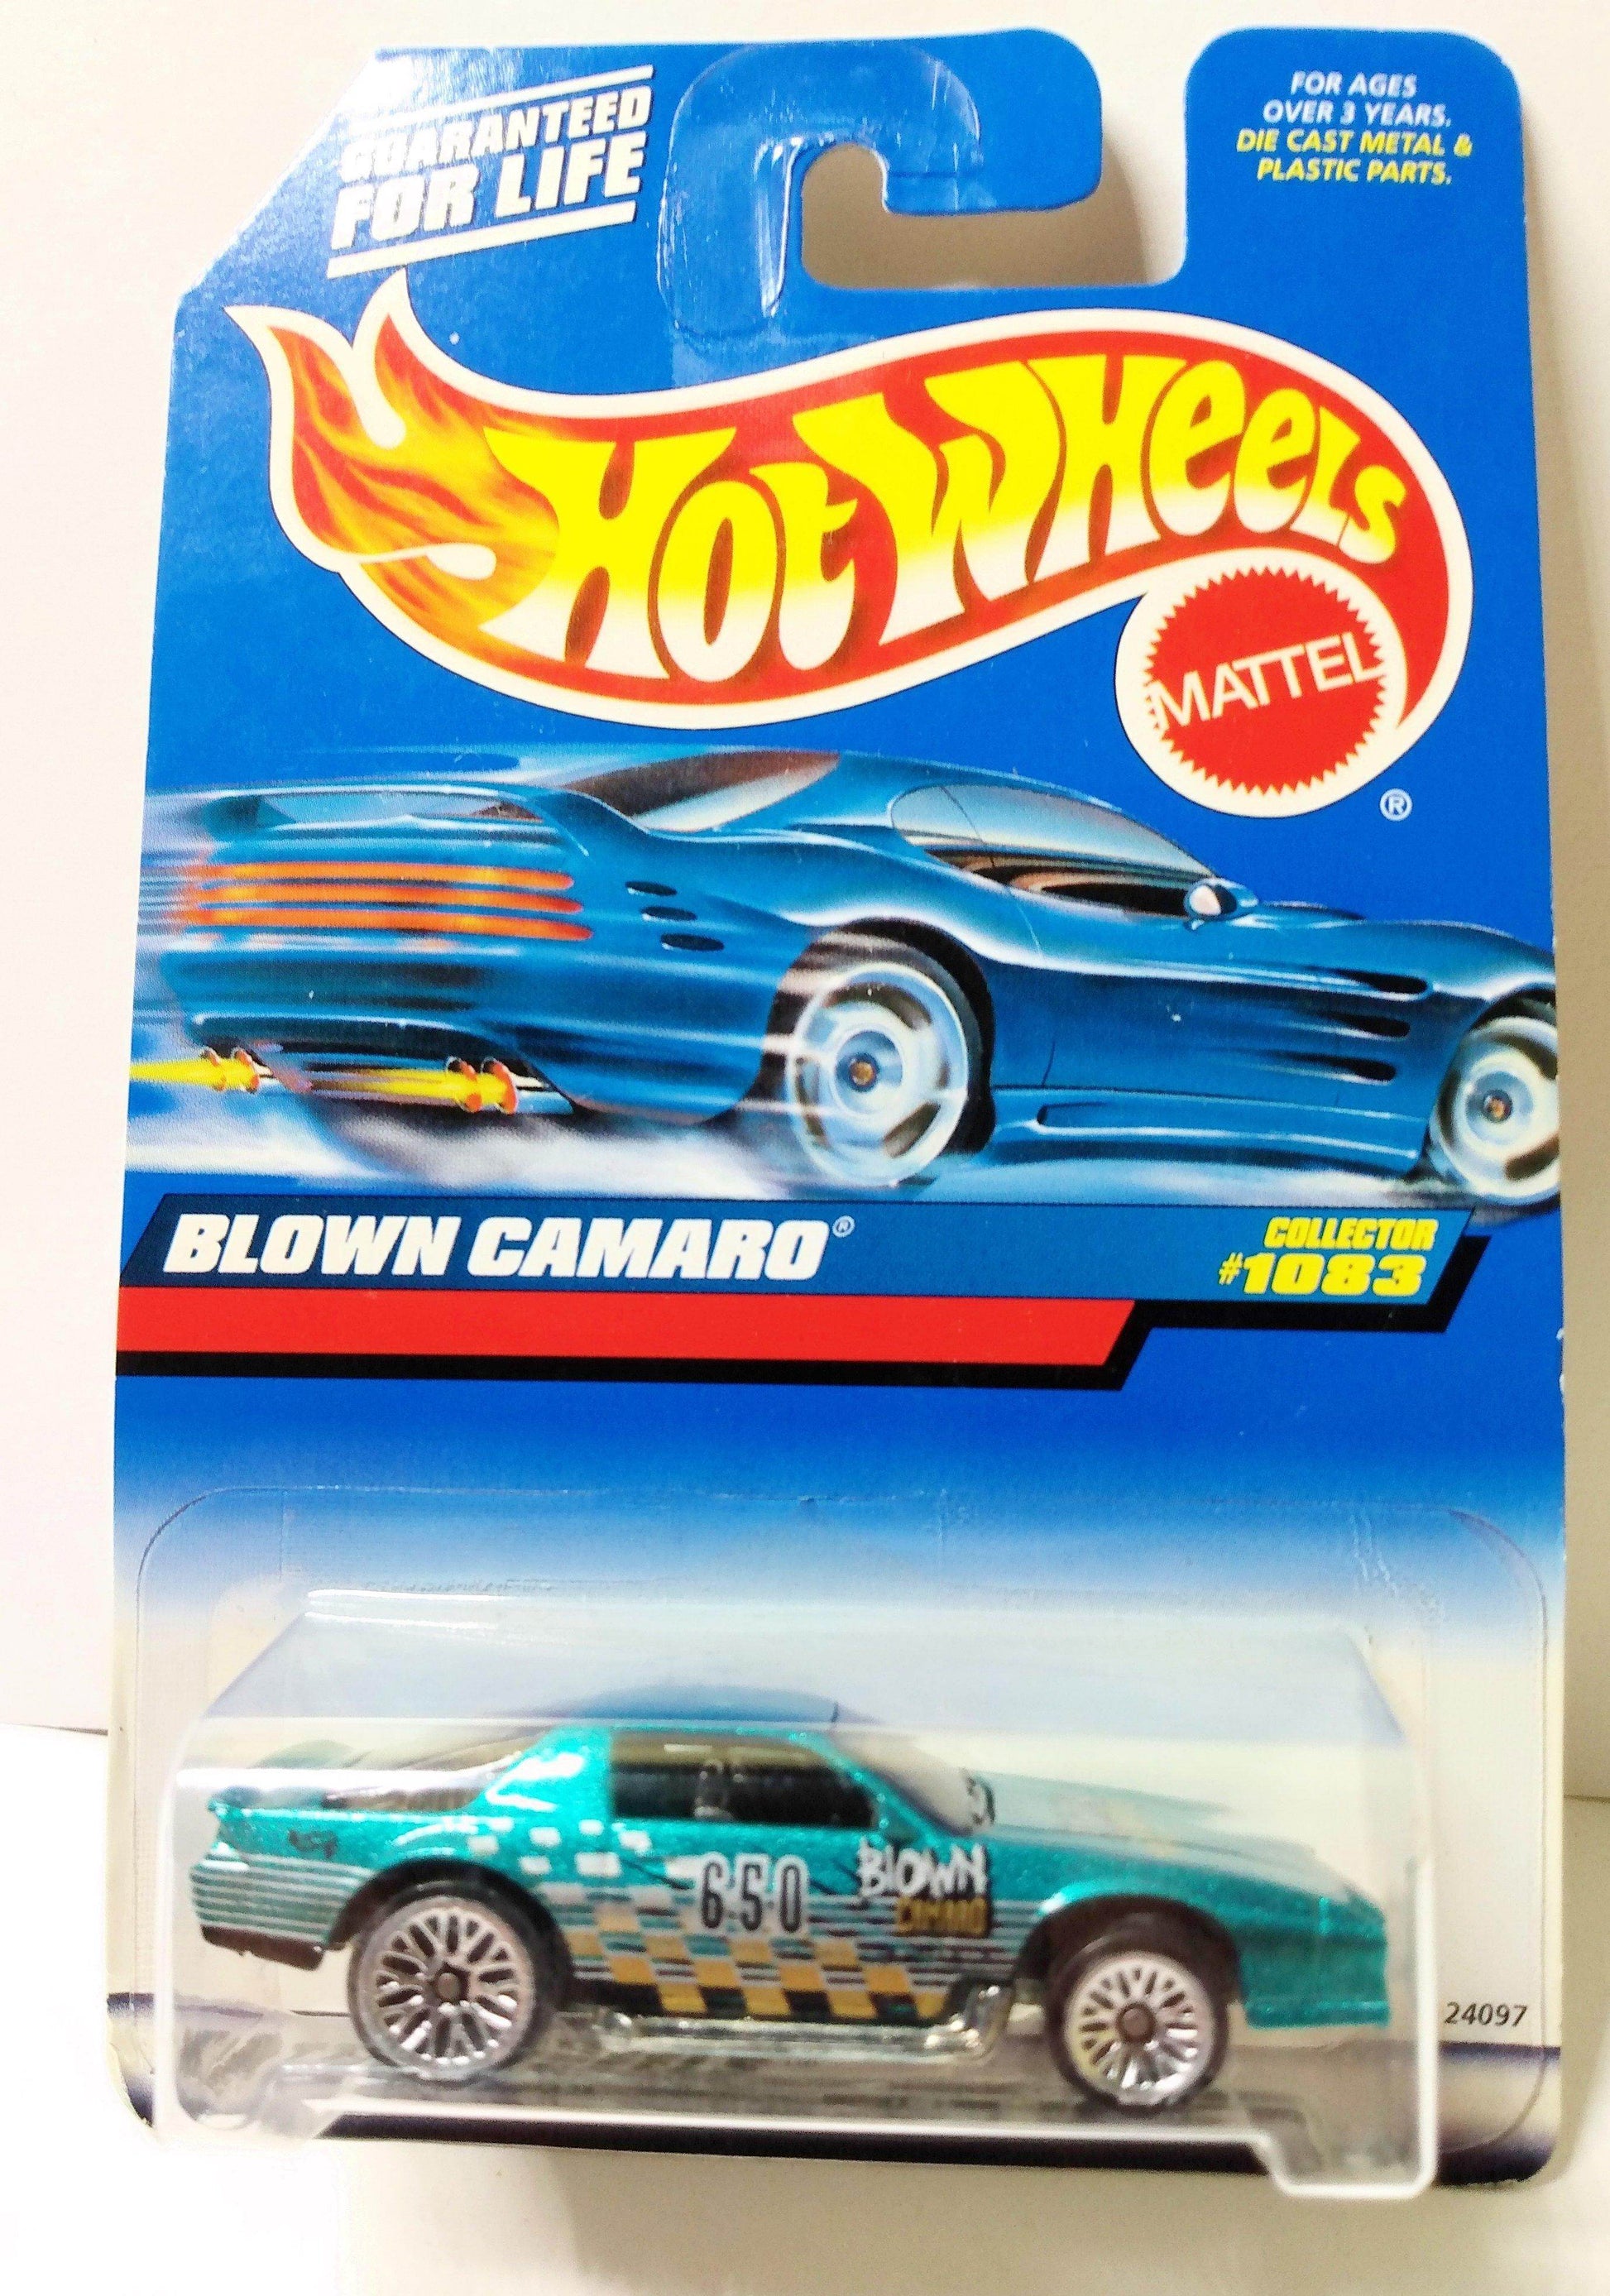 GUARANTEED
FOR LIFE
FOR AGES
OVER 3 YEARS.
DIE CAST METAL &
PLASTIC PARTS.
HOT WHEELS
MATTEL
®
BLOWN CAMARO®
COLLECTOR
#1083
650
BLOWN
CAMARO
24097